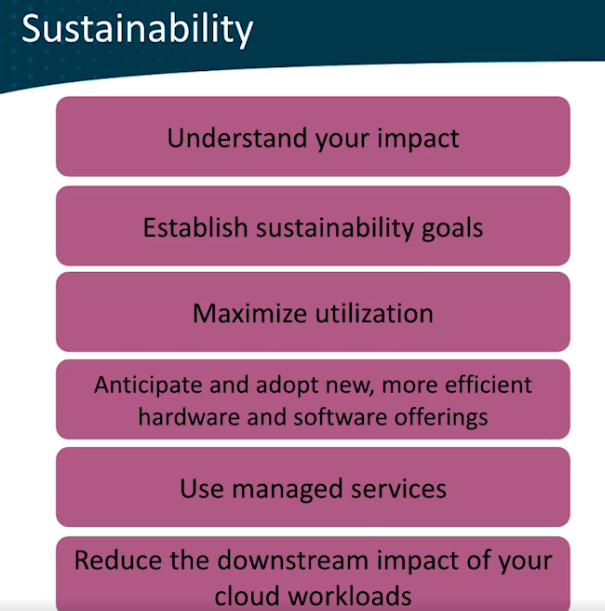 Sustainability
Understand your impact
Establish sustainability goals
Maximize utilization
Anticipate and adopt new, more efficient
hardware and software offerings
Use managed services
Reduce the downstream impact of your
cloud workloads